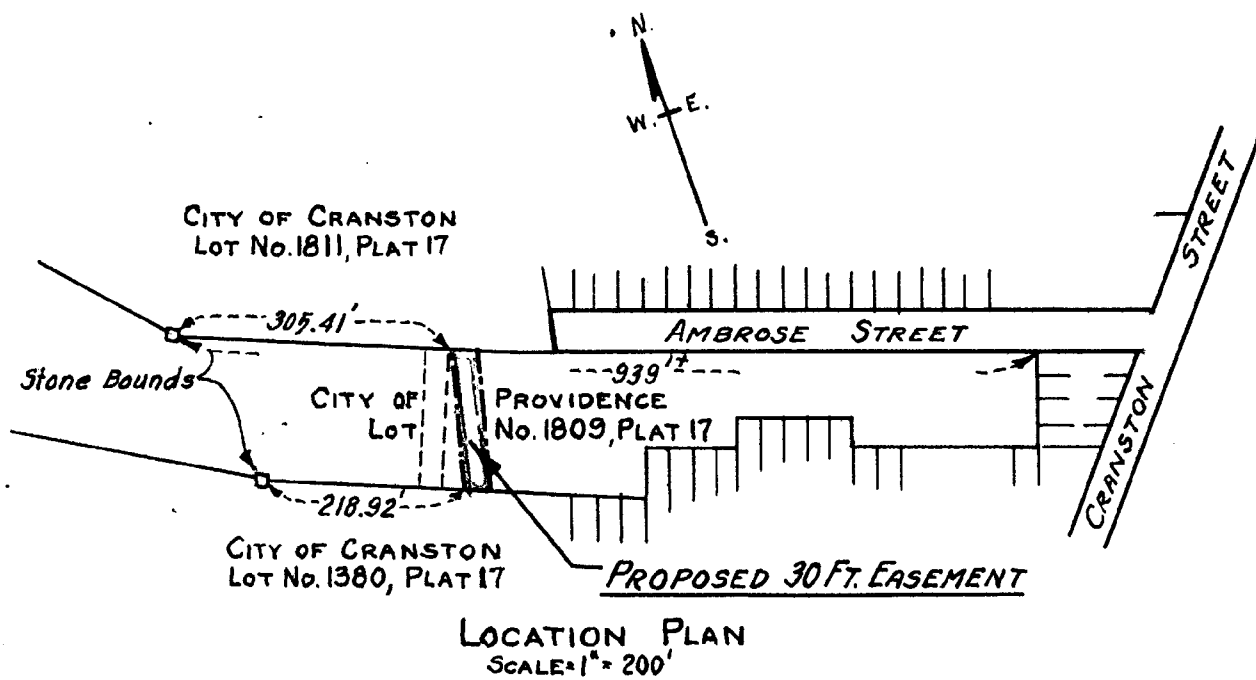 N.
W. E.
S.
CITY OF CRANSTON
LOT No. 1811, PLAT 17
STREET
305.41'
AMBROSE STREET
Stone Bounds
939'±
CITY OF PROVIDENCE
LOT No. 1809, PLAT 17
CRANSTON
218.92'
CITY OF CRANSTON
LOT No. 1380, PLAT 17
PROPOSED 30 FT. EASEMENT
LOCATION PLAN
SCALE = 1" = 200'